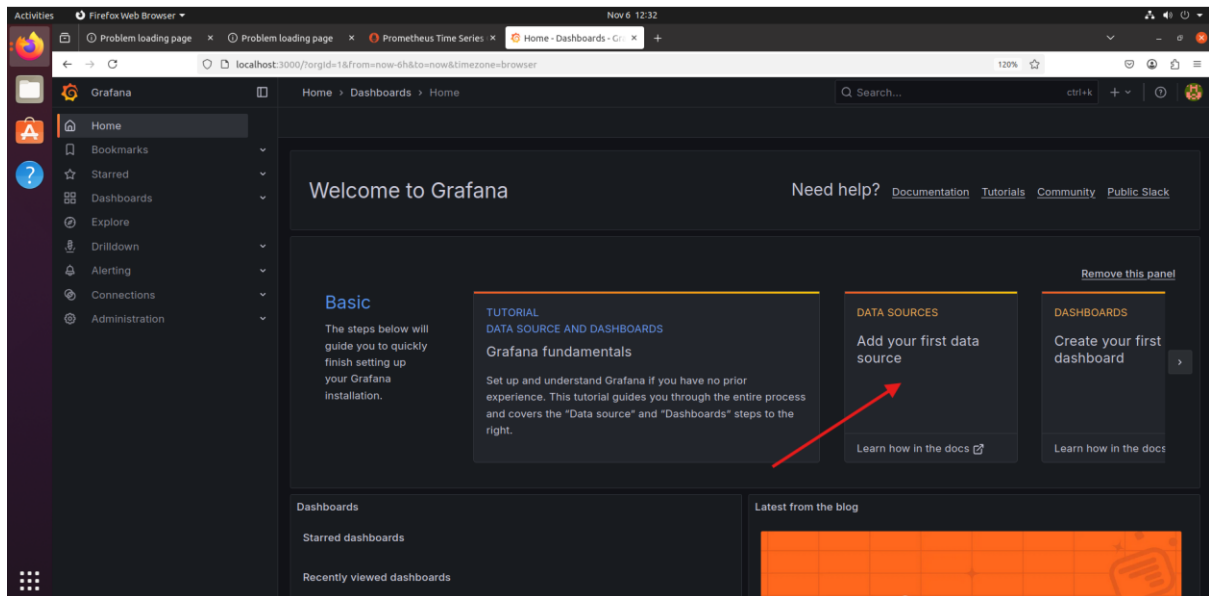 Activities
Firefox Web Browser
Nov 6 12:32
Problem loading page
Problem loading page
Prometheus Time Series
Home - Dashboards - Gr
localhost:3000/?orgId=1&from=now-6h&to=now&timezone=browser
120%
Grafana
Home > Dashboards > Home
Search...
ctrl+k
Home
Bookmarks
Starred
Dashboards
Explore
Drilldown
Alerting
Connections
Administration
Welcome to Grafana
Need help? Documentation Tutorials Community Public Slack
Remove this panel
Basic
The steps below will
guide you to quickly
finish setting up
your Grafana
installation.
TUTORIAL
DATA SOURCE AND DASHBOARDS
Grafana fundamentals
Set up and understand Grafana if you have no prior
experience. This tutorial guides you through the entire process
and covers the "Data source" and "Dashboards" steps to the
right.
DATA SOURCES
Add your first data
source
Learn how in the docs
DASHBOARDS
Create your first
dashboard
Learn how in the docs
Dashboards
Starred dashboards
Recently viewed dashboards
Latest from the blog